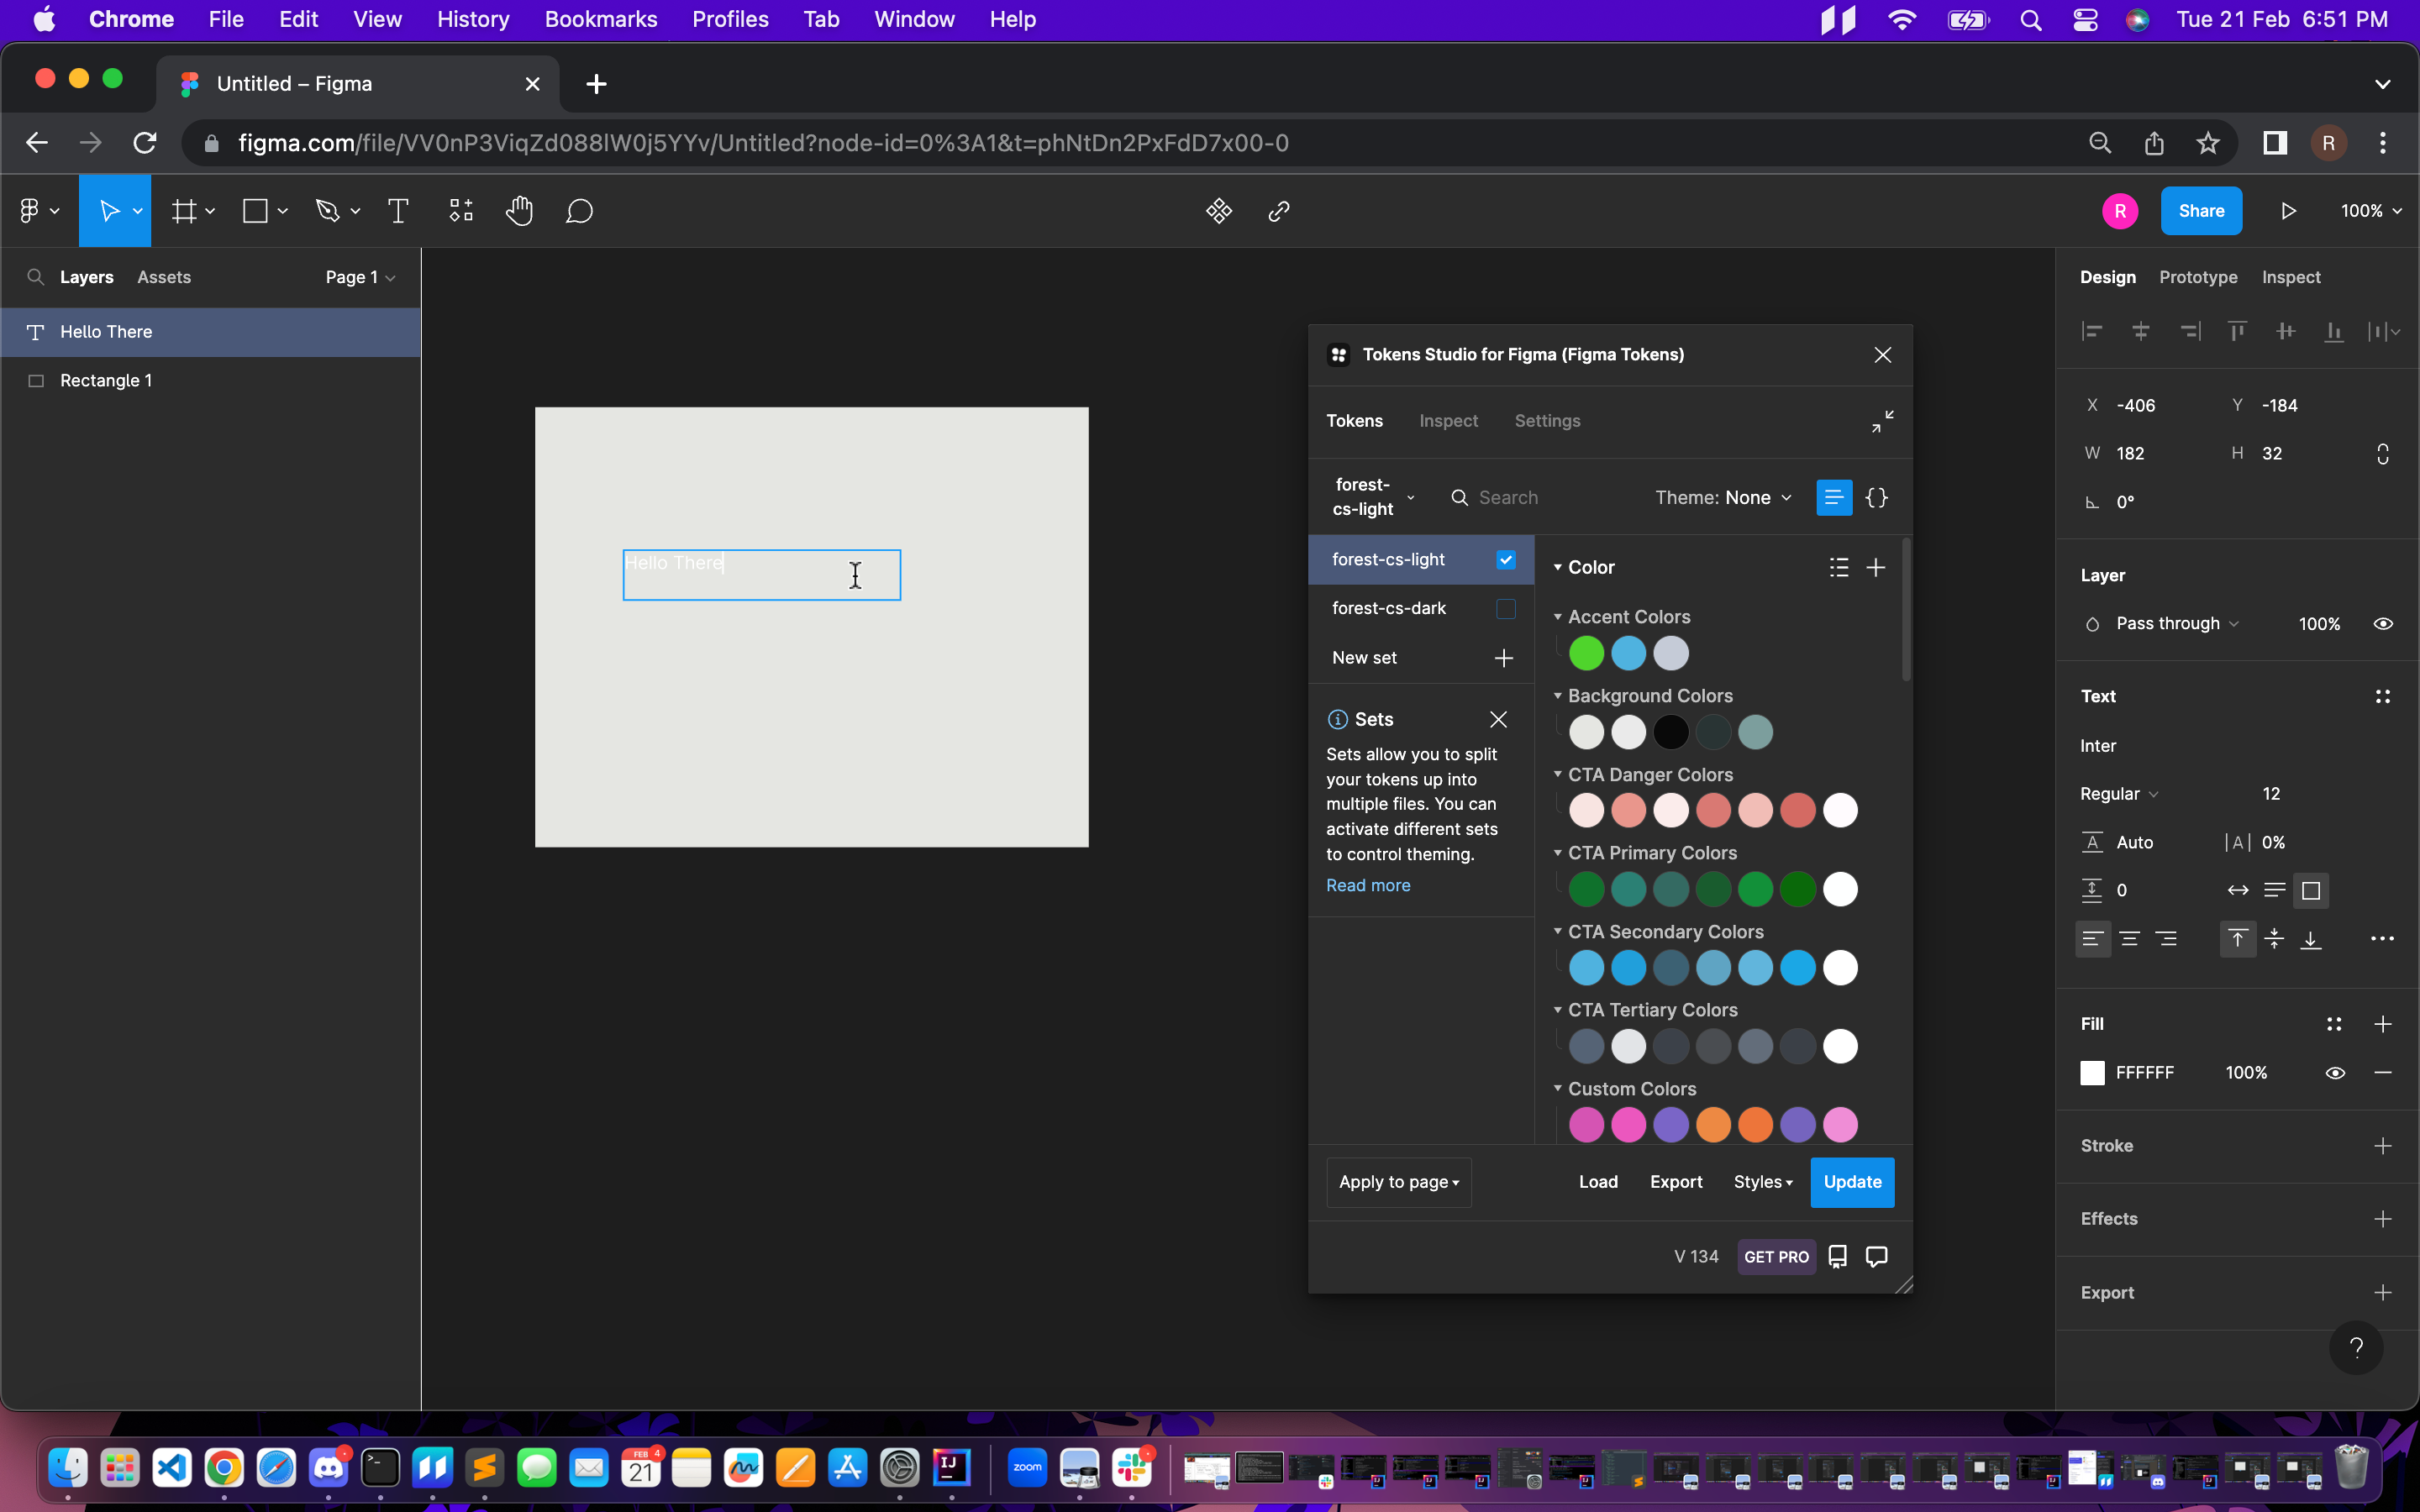 Chrome File Edit View History Bookmarks Profiles Tab Window Help Tue 21 Feb 6:51 PM
Untitled – Figma
figma.com/file/VV0nP3ViqZd088lW0j5YYv/Untitled?node-id=0%3A1&t=phNtDn2PxFdD7x00-0 R
R Share 100%
Layers Assets Page 1
Hello There
Rectangle 1
Hello There
Tokens Studio for Figma (Figma Tokens)
Tokens Inspect Settings
forest-
cs-light
Search Theme: None {}
forest-cs-light
forest-cs-dark
New set
Sets
Sets allow you to split
your tokens up into
multiple files. You can
activate different sets
to control theming.
Read more
Color
Accent Colors
Background Colors
CTA Danger Colors
CTA Primary Colors
CTA Secondary Colors
CTA Tertiary Colors
Custom Colors
Apply to page Load Export Styles Update
V 134 GET PRO
Design Prototype Inspect
X -406 Y -184
W 182 H 32
0°
Layer
Pass through 100%
Text
Inter
Regular 12
A Auto |A| 0%
0
Fill
FFFFFF 100%
Stroke
Effects
Export
?
FEB
21
4
IJ
zoom